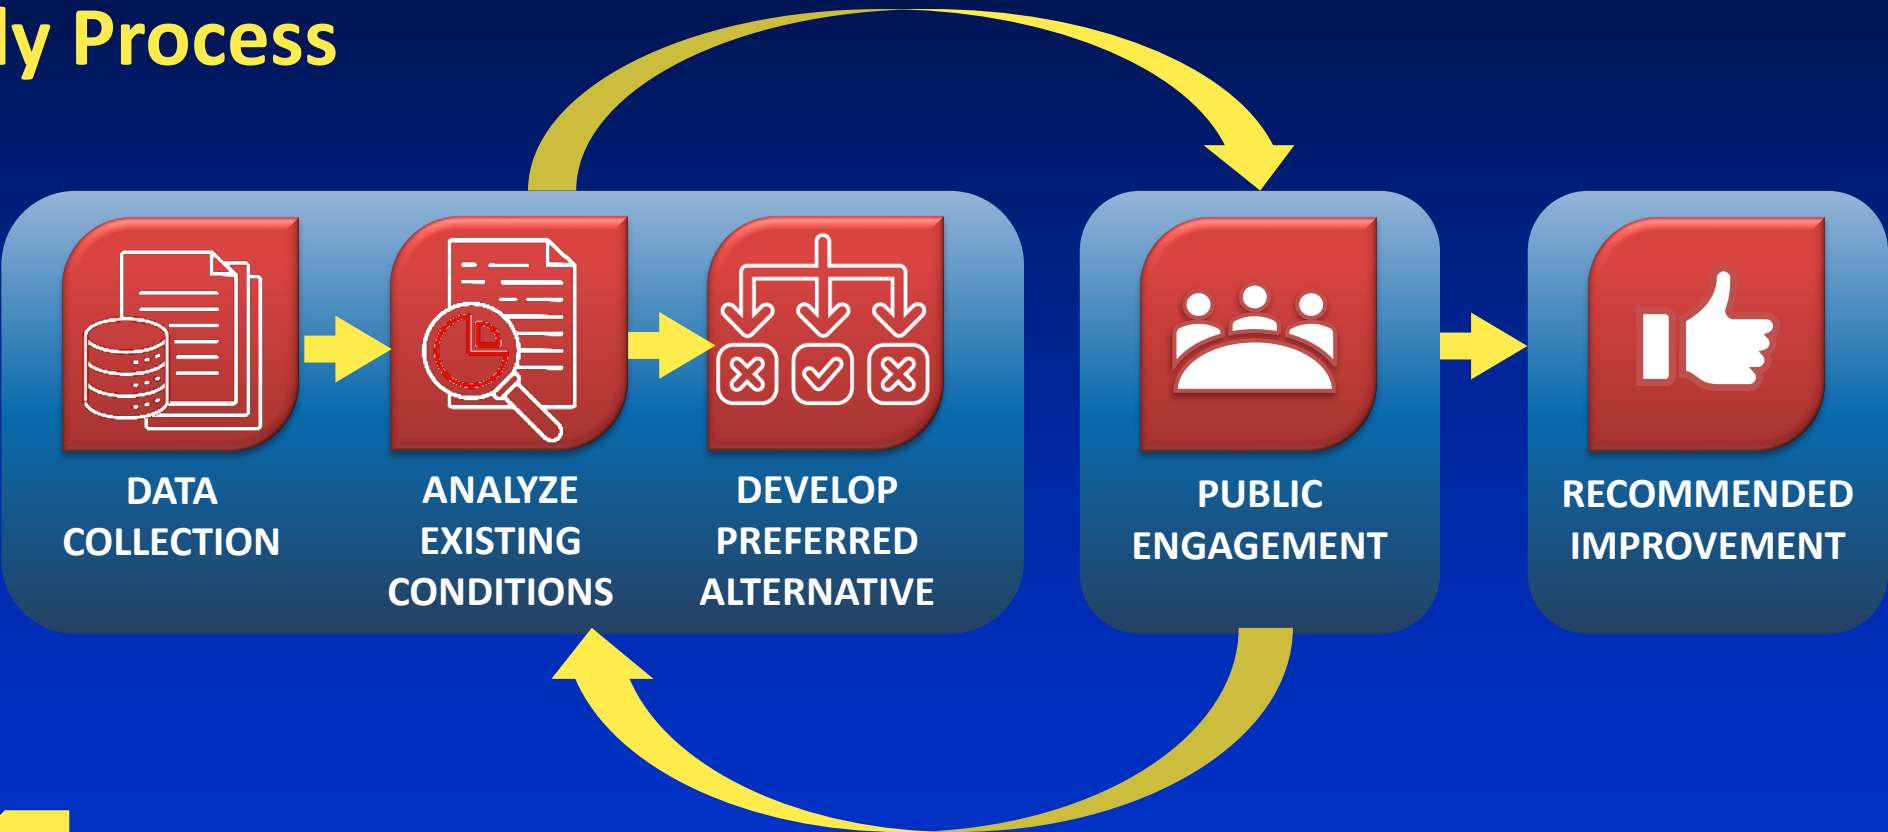 ly Process
DATA
COLLECTION
ANALYZE
EXISTING
CONDITIONS
DEVELOP
PREFERRED
ALTERNATIVE
PUBLIC
ENGAGEMENT
RECOMMENDED
IMPROVEMENT